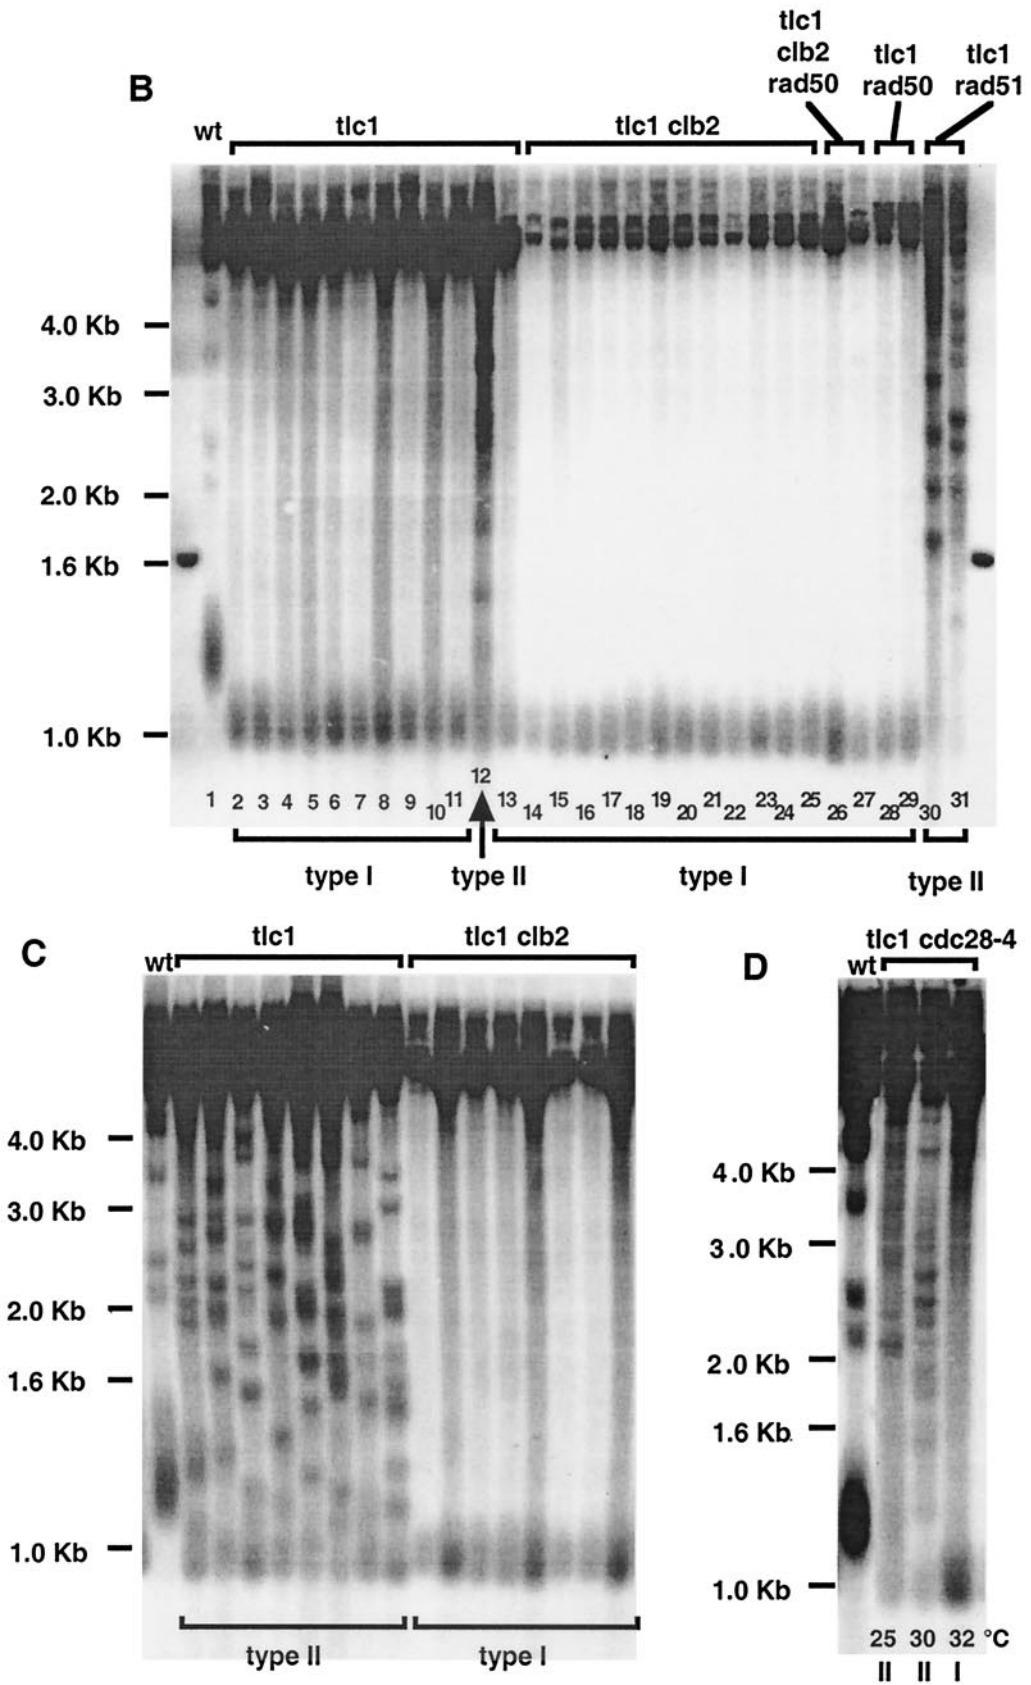 B
wt
tlc1
tlc1 clb2
tlc1
clb2
rad50
tlc1
rad50
tlc1
rad51
4.0 Kb
3.0 Kb
2.0 Kb
1.6 Kb
1.0 Kb
1 2 3 4 5 6 7 8 9 10 11 12 13 14 15 16 17 18 19 20 21 22 23 24 25 26 27 28 29 30 31
type I
type II
type I
type II
C
wt
tlc1
tlc1 clb2
4.0 Kb
3.0 Kb
2.0 Kb
1.6 Kb
1.0 Kb
type II
type I
D
tlc1 cdc28-4
wt
4.0 Kb
3.0 Kb
2.0 Kb
1.6 Kb.
1.0 Kb
25 30 32 °C
II II I